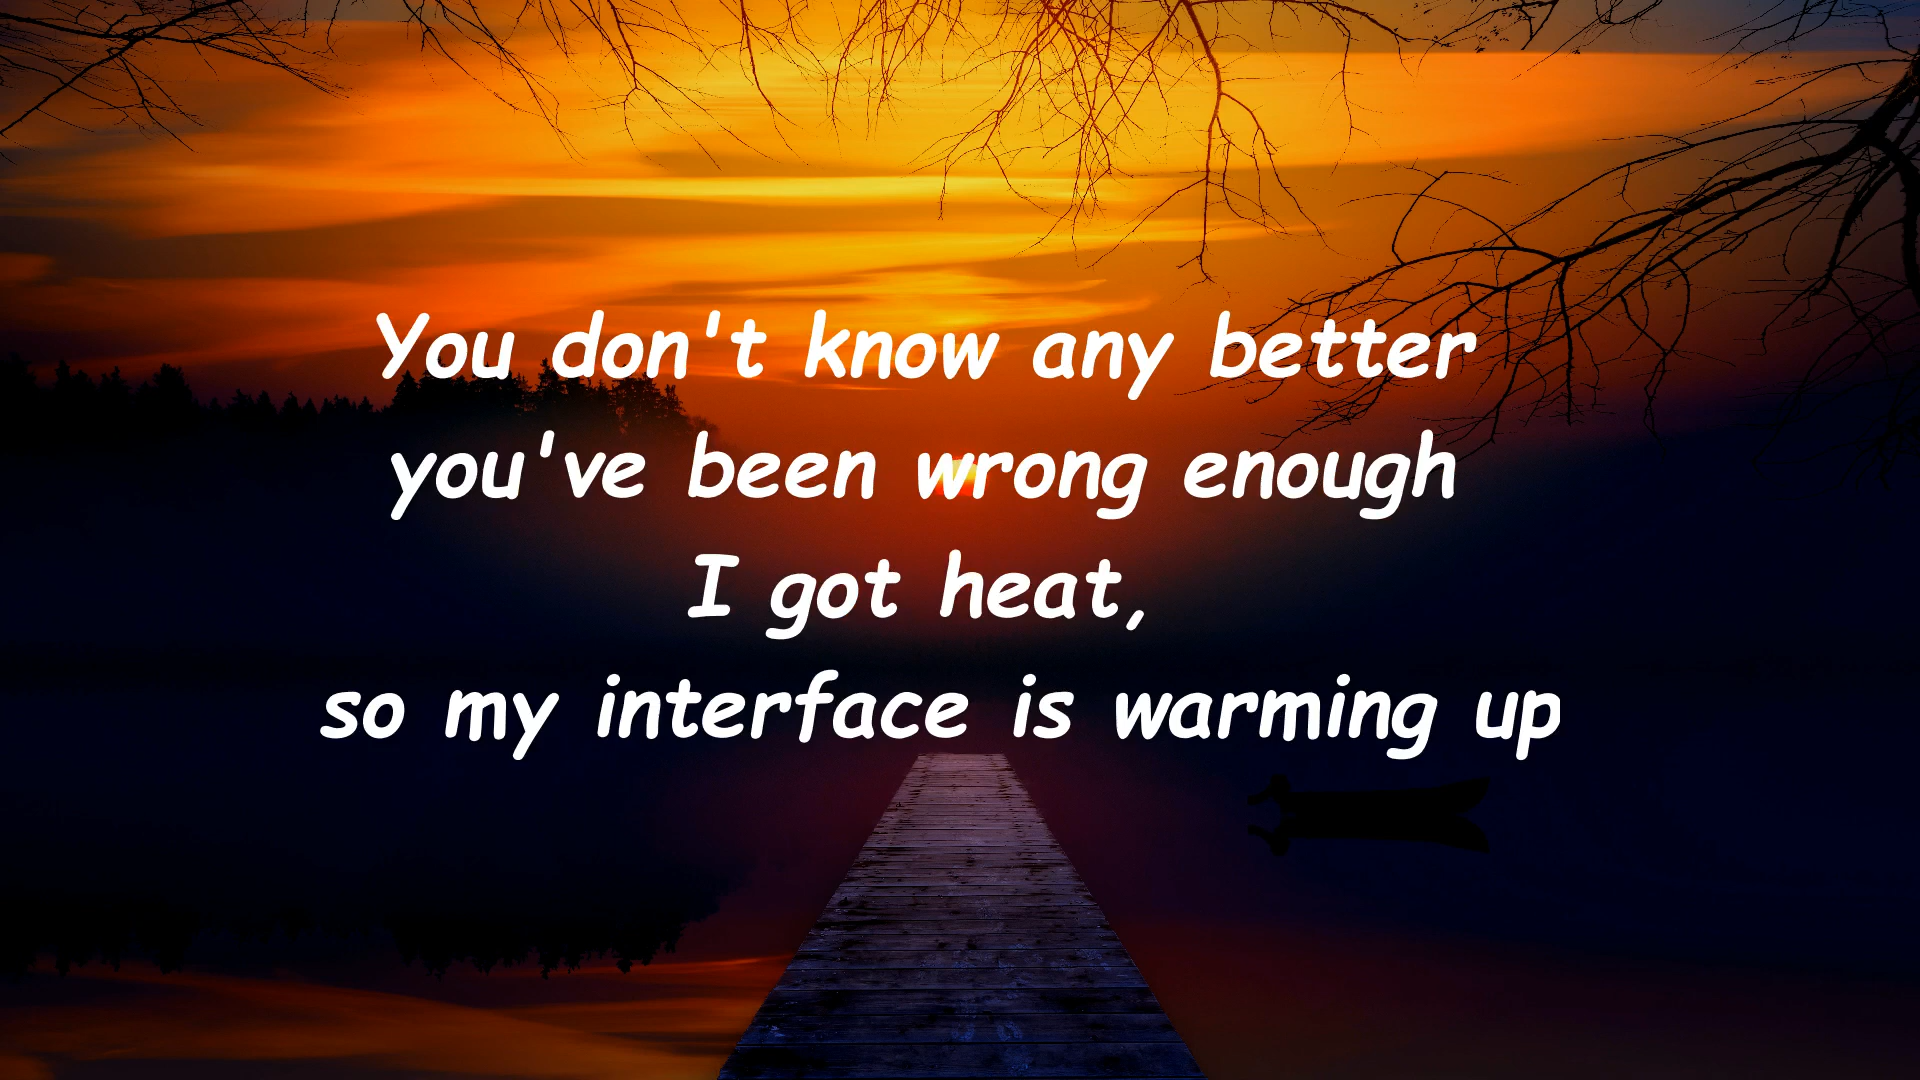 You don't know any better
you've been wrong enough
I got heat,
so my interface is warming up